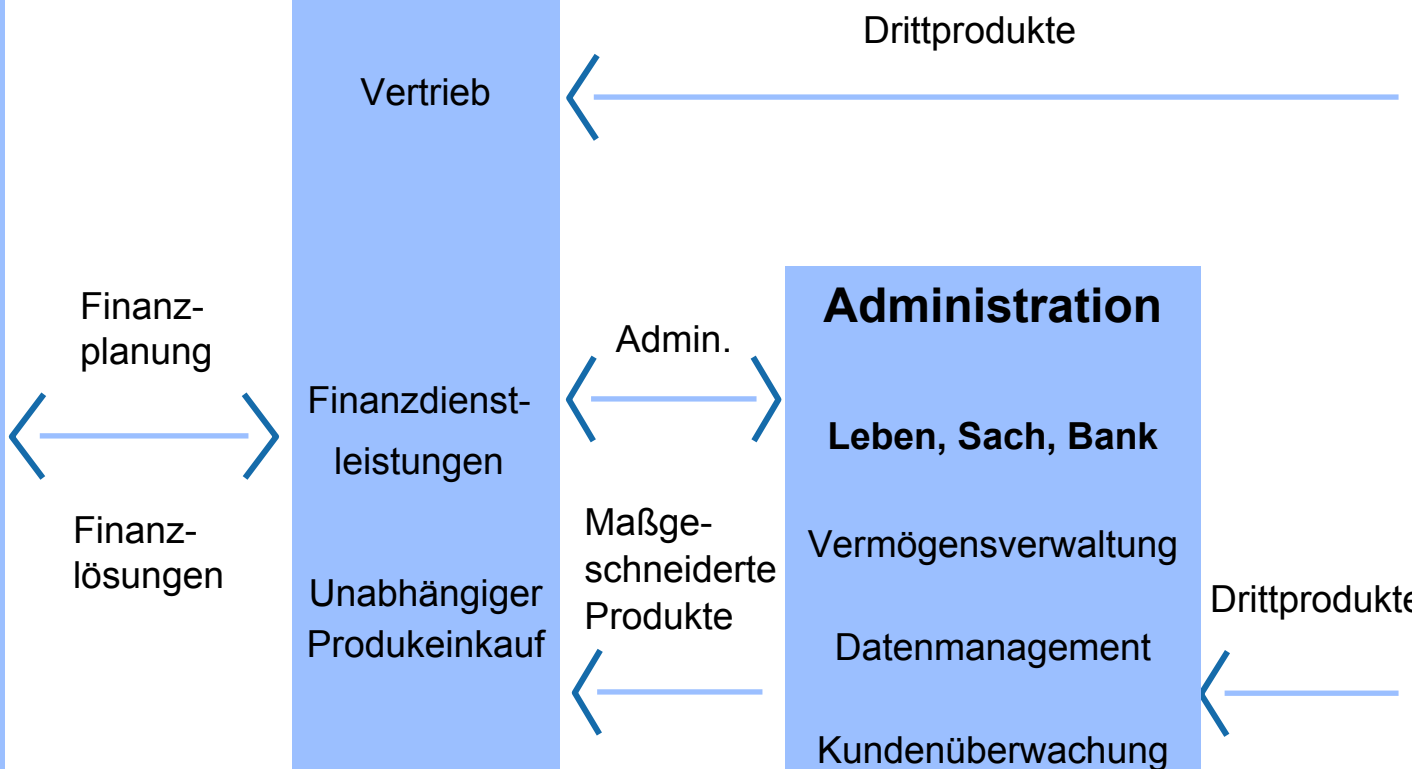 Drittprodukte
Vertrieb
Finanz-
planung
Finanz-
lösungen
Finanzdienst-
leistungen
Unabhängiger
Produkeinkauf
Admin.
Maßge-
schneiderte
Produkte
Administration
Leben, Sach, Bank
Vermögensverwaltung
Datenmanagement
Kundenüberwachung
Drittprodukte